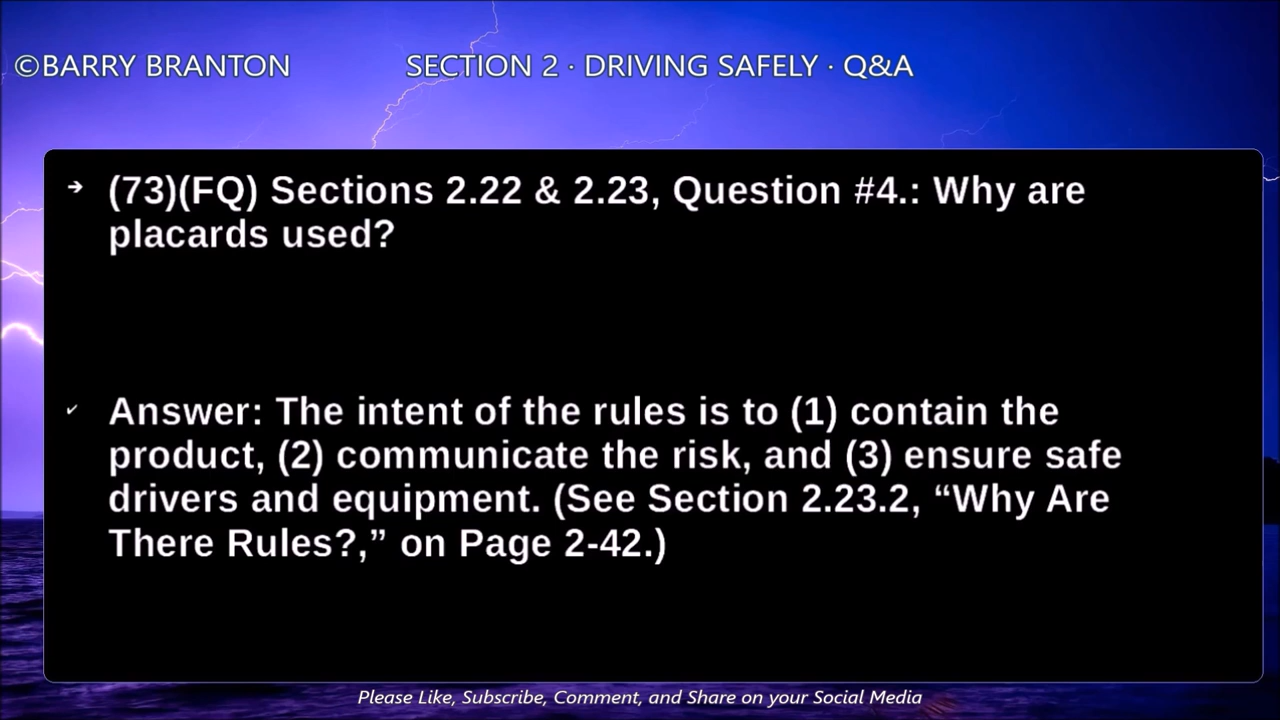 ©BARRY BRANTON
SECTION 2 · DRIVING SAFELY · Q&A
➔ (73)(FQ) Sections 2.22 & 2.23, Question #4.: Why are
placards used?
✓ Answer: The intent of the rules is to (1) contain the
product, (2) communicate the risk, and (3) ensure safe
drivers and equipment. (See Section 2.23.2, “Why Are
There Rules?,” on Page 2-42.)
Please Like, Subscribe, Comment, and Share on your Social Media